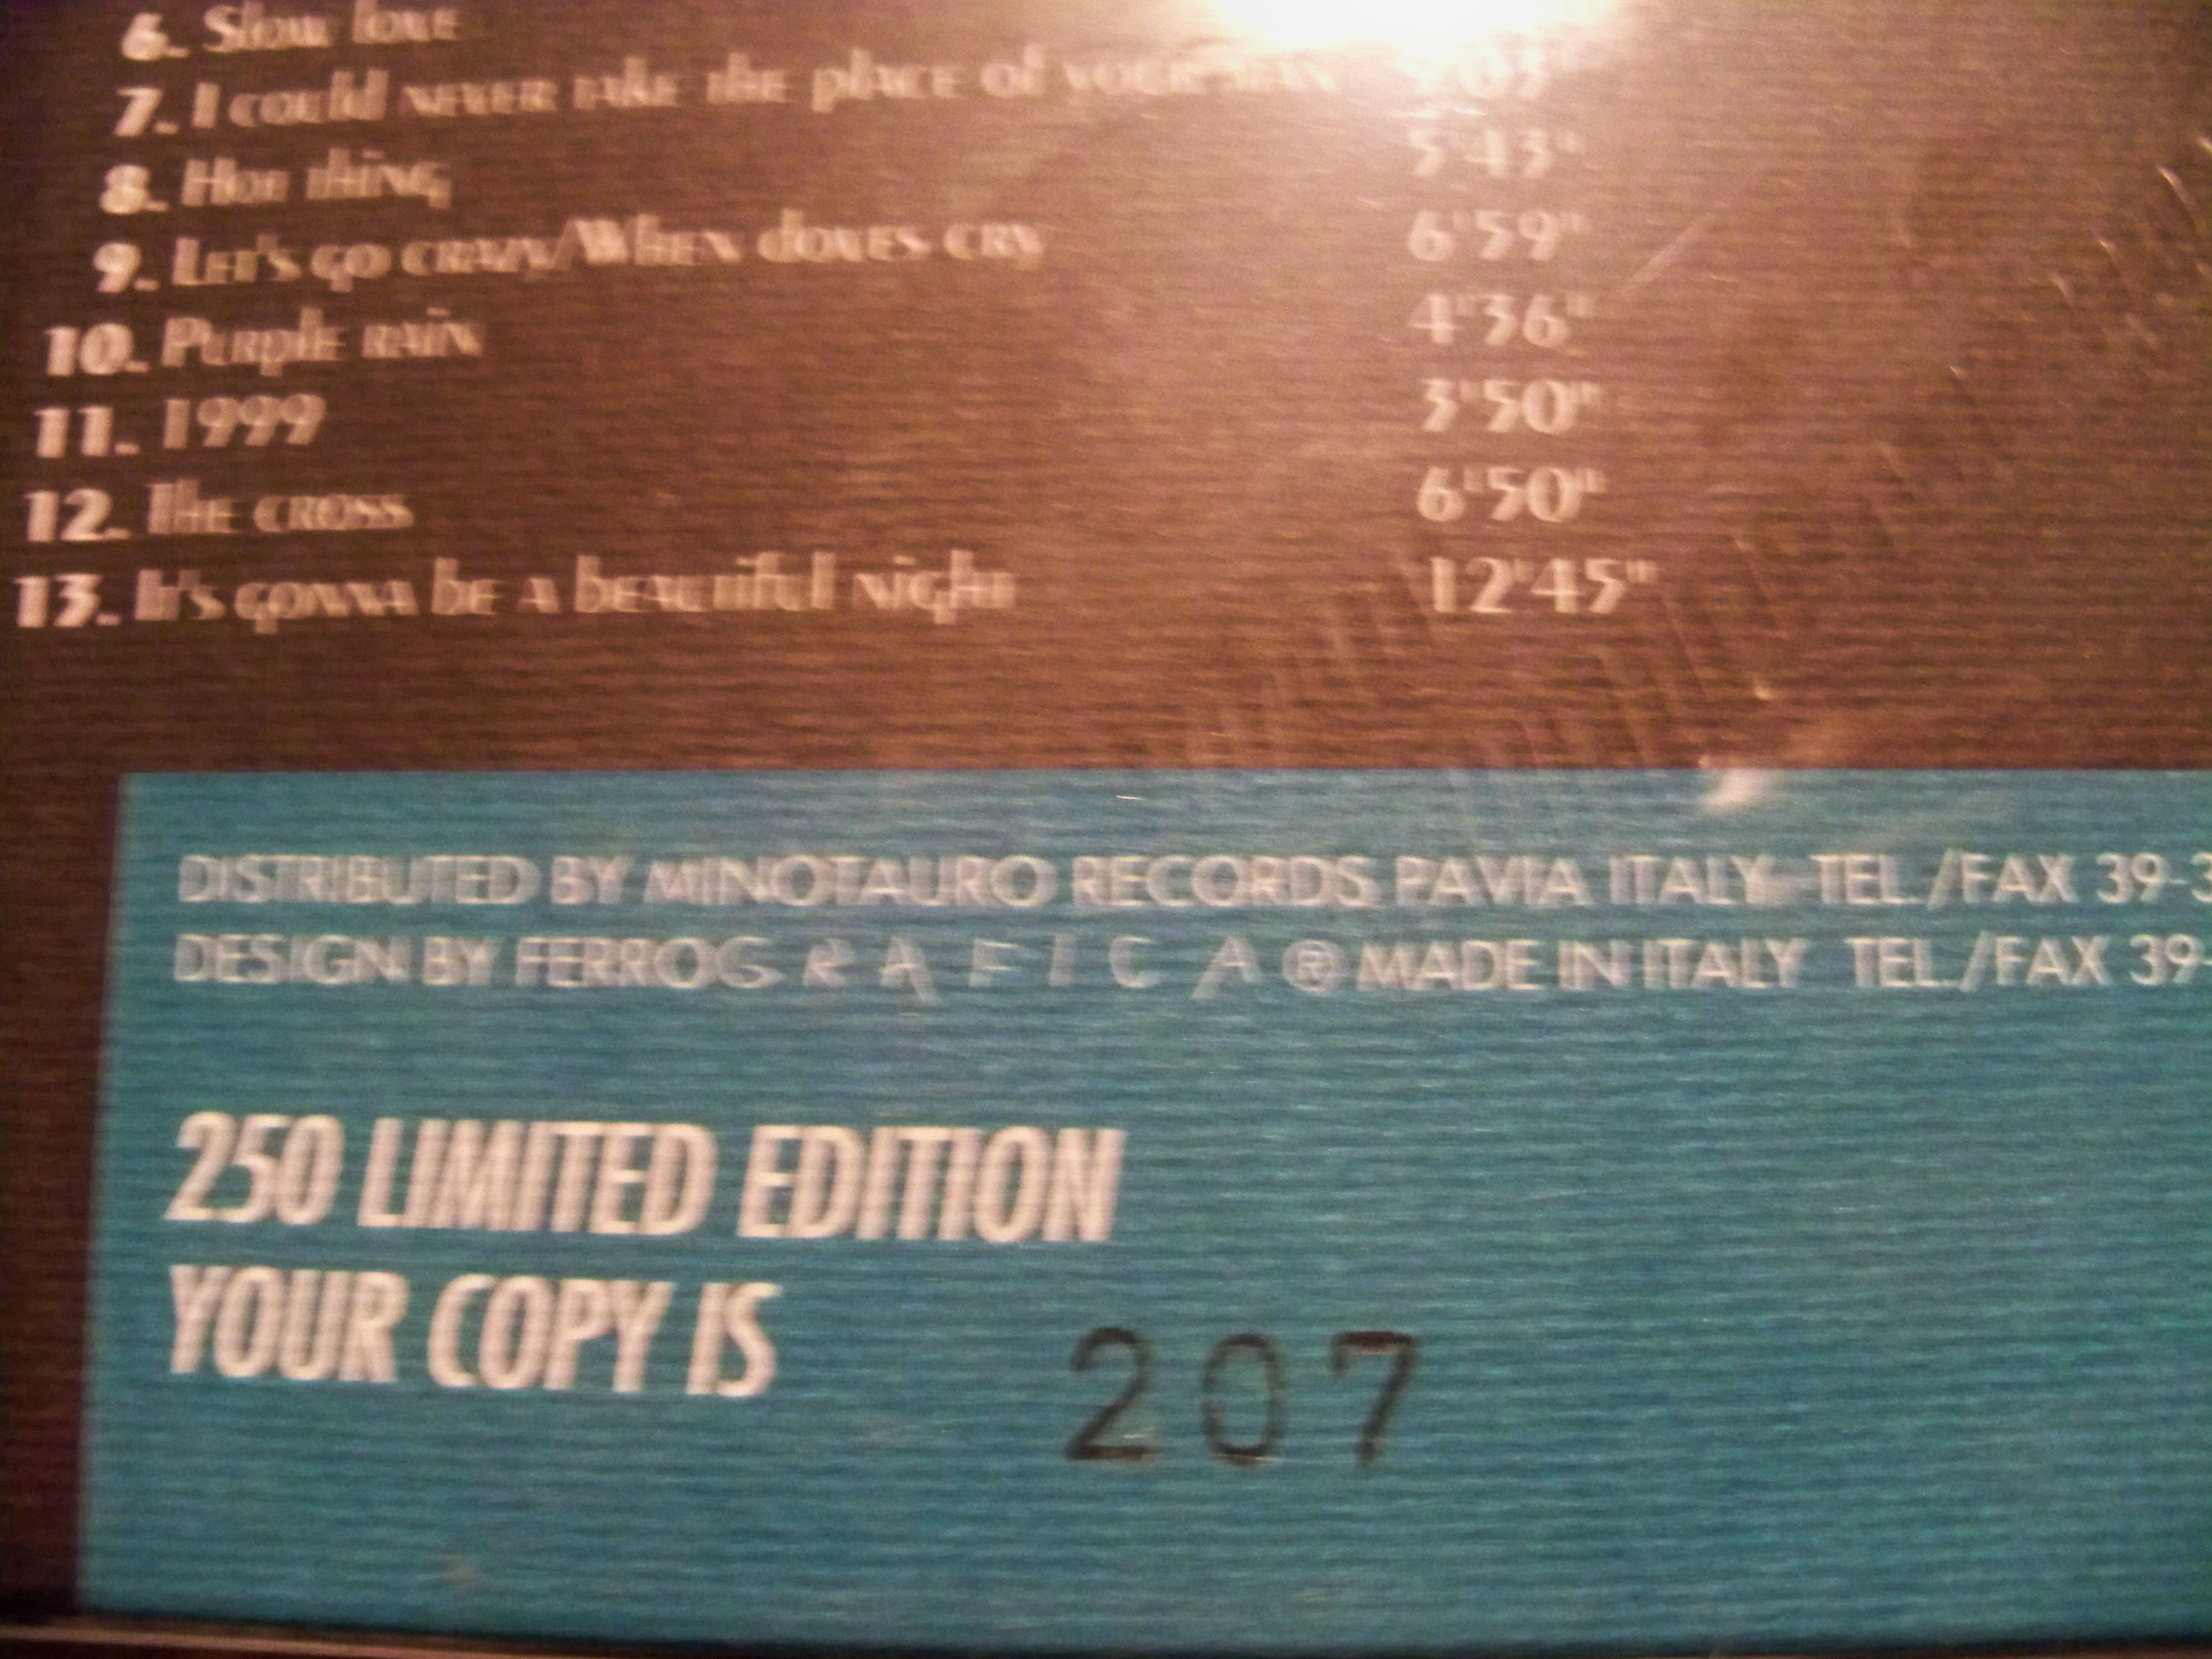 6. Slow love
7. I could never take the place of your man
5'43"
8. Hot thing 6'59"
9. Let's go crazy/When doves cry 4'36"
10. Purple rain 3'50"
11. 1999 6'50"
12. The cross
13. It's gonna be a beautiful night 12'45"
DISTRIBUTED BY MINOTAURO RECORDS PAVIA ITALY TEL./FAX 39-3
DESIGN BY FERROGRAFICA ® MADE IN ITALY TEL./FAX 39-
250 LIMITED EDITION
YOUR COPY IS 207